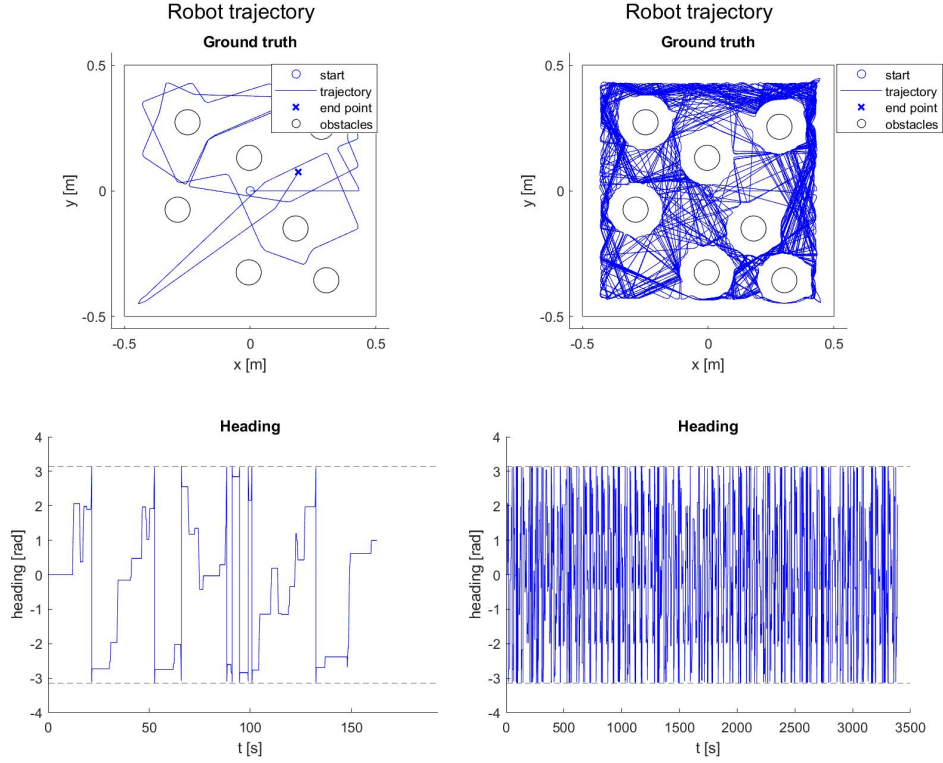 Robot trajectory
Ground truth
0.5
0
-0.5
y [m]
-0.5
0
0.5
x [m]
start
trajectory
end point
obstacles
Robot trajectory
Ground truth
0.5
0
-0.5
y [m]
-0.5
0
0.5
x [m]
start
trajectory
end point
obstacles
Heading
4
3
2
1
0
-1
-2
-3
-4
heading [rad]
0
50
100
150
t [s]
Heading
4
3
2
1
0
-1
-2
-3
-4
heading [rad]
0
500
1000
1500
2000
2500
3000
3500
t [s]